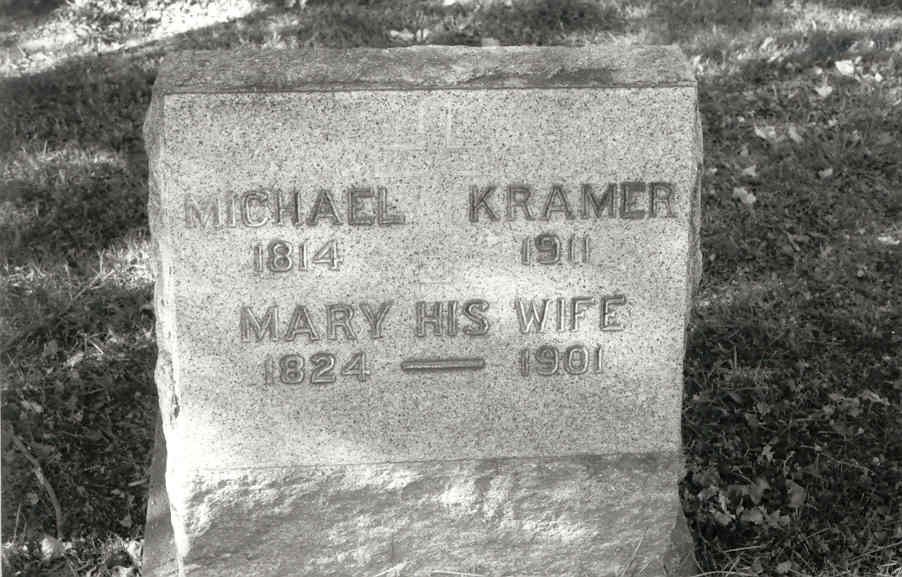 MICHAEL KRAMER
1814 1911
MARY HIS WIFE
1824 — 1901